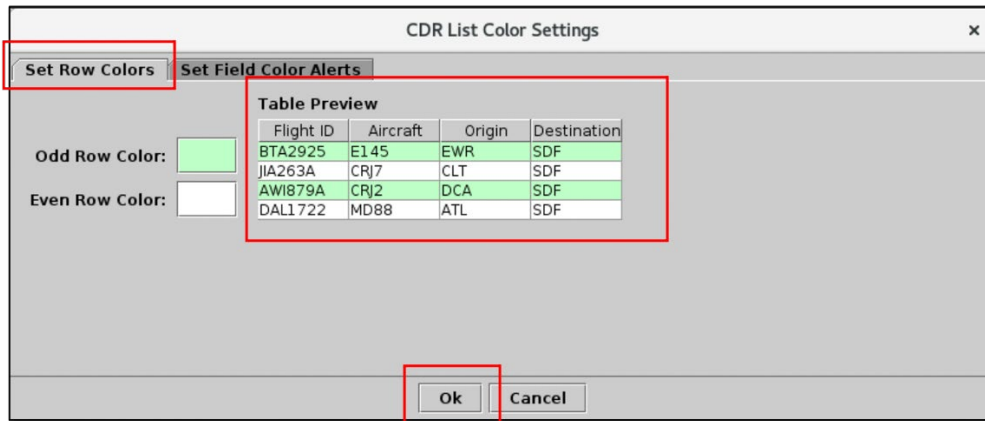 CDR List Color Settings ×
Set Row Colors Set Field Color Alerts
Table Preview
Flight ID Aircraft Origin Destination
Odd Row Color: BTA2925 E145 EWR SDF
JIA263A CRJ7 CLT SDF
AWI879A CRJ2 DCA SDF
Even Row Color: DAL1722 MD88 ATL SDF
Ok Cancel